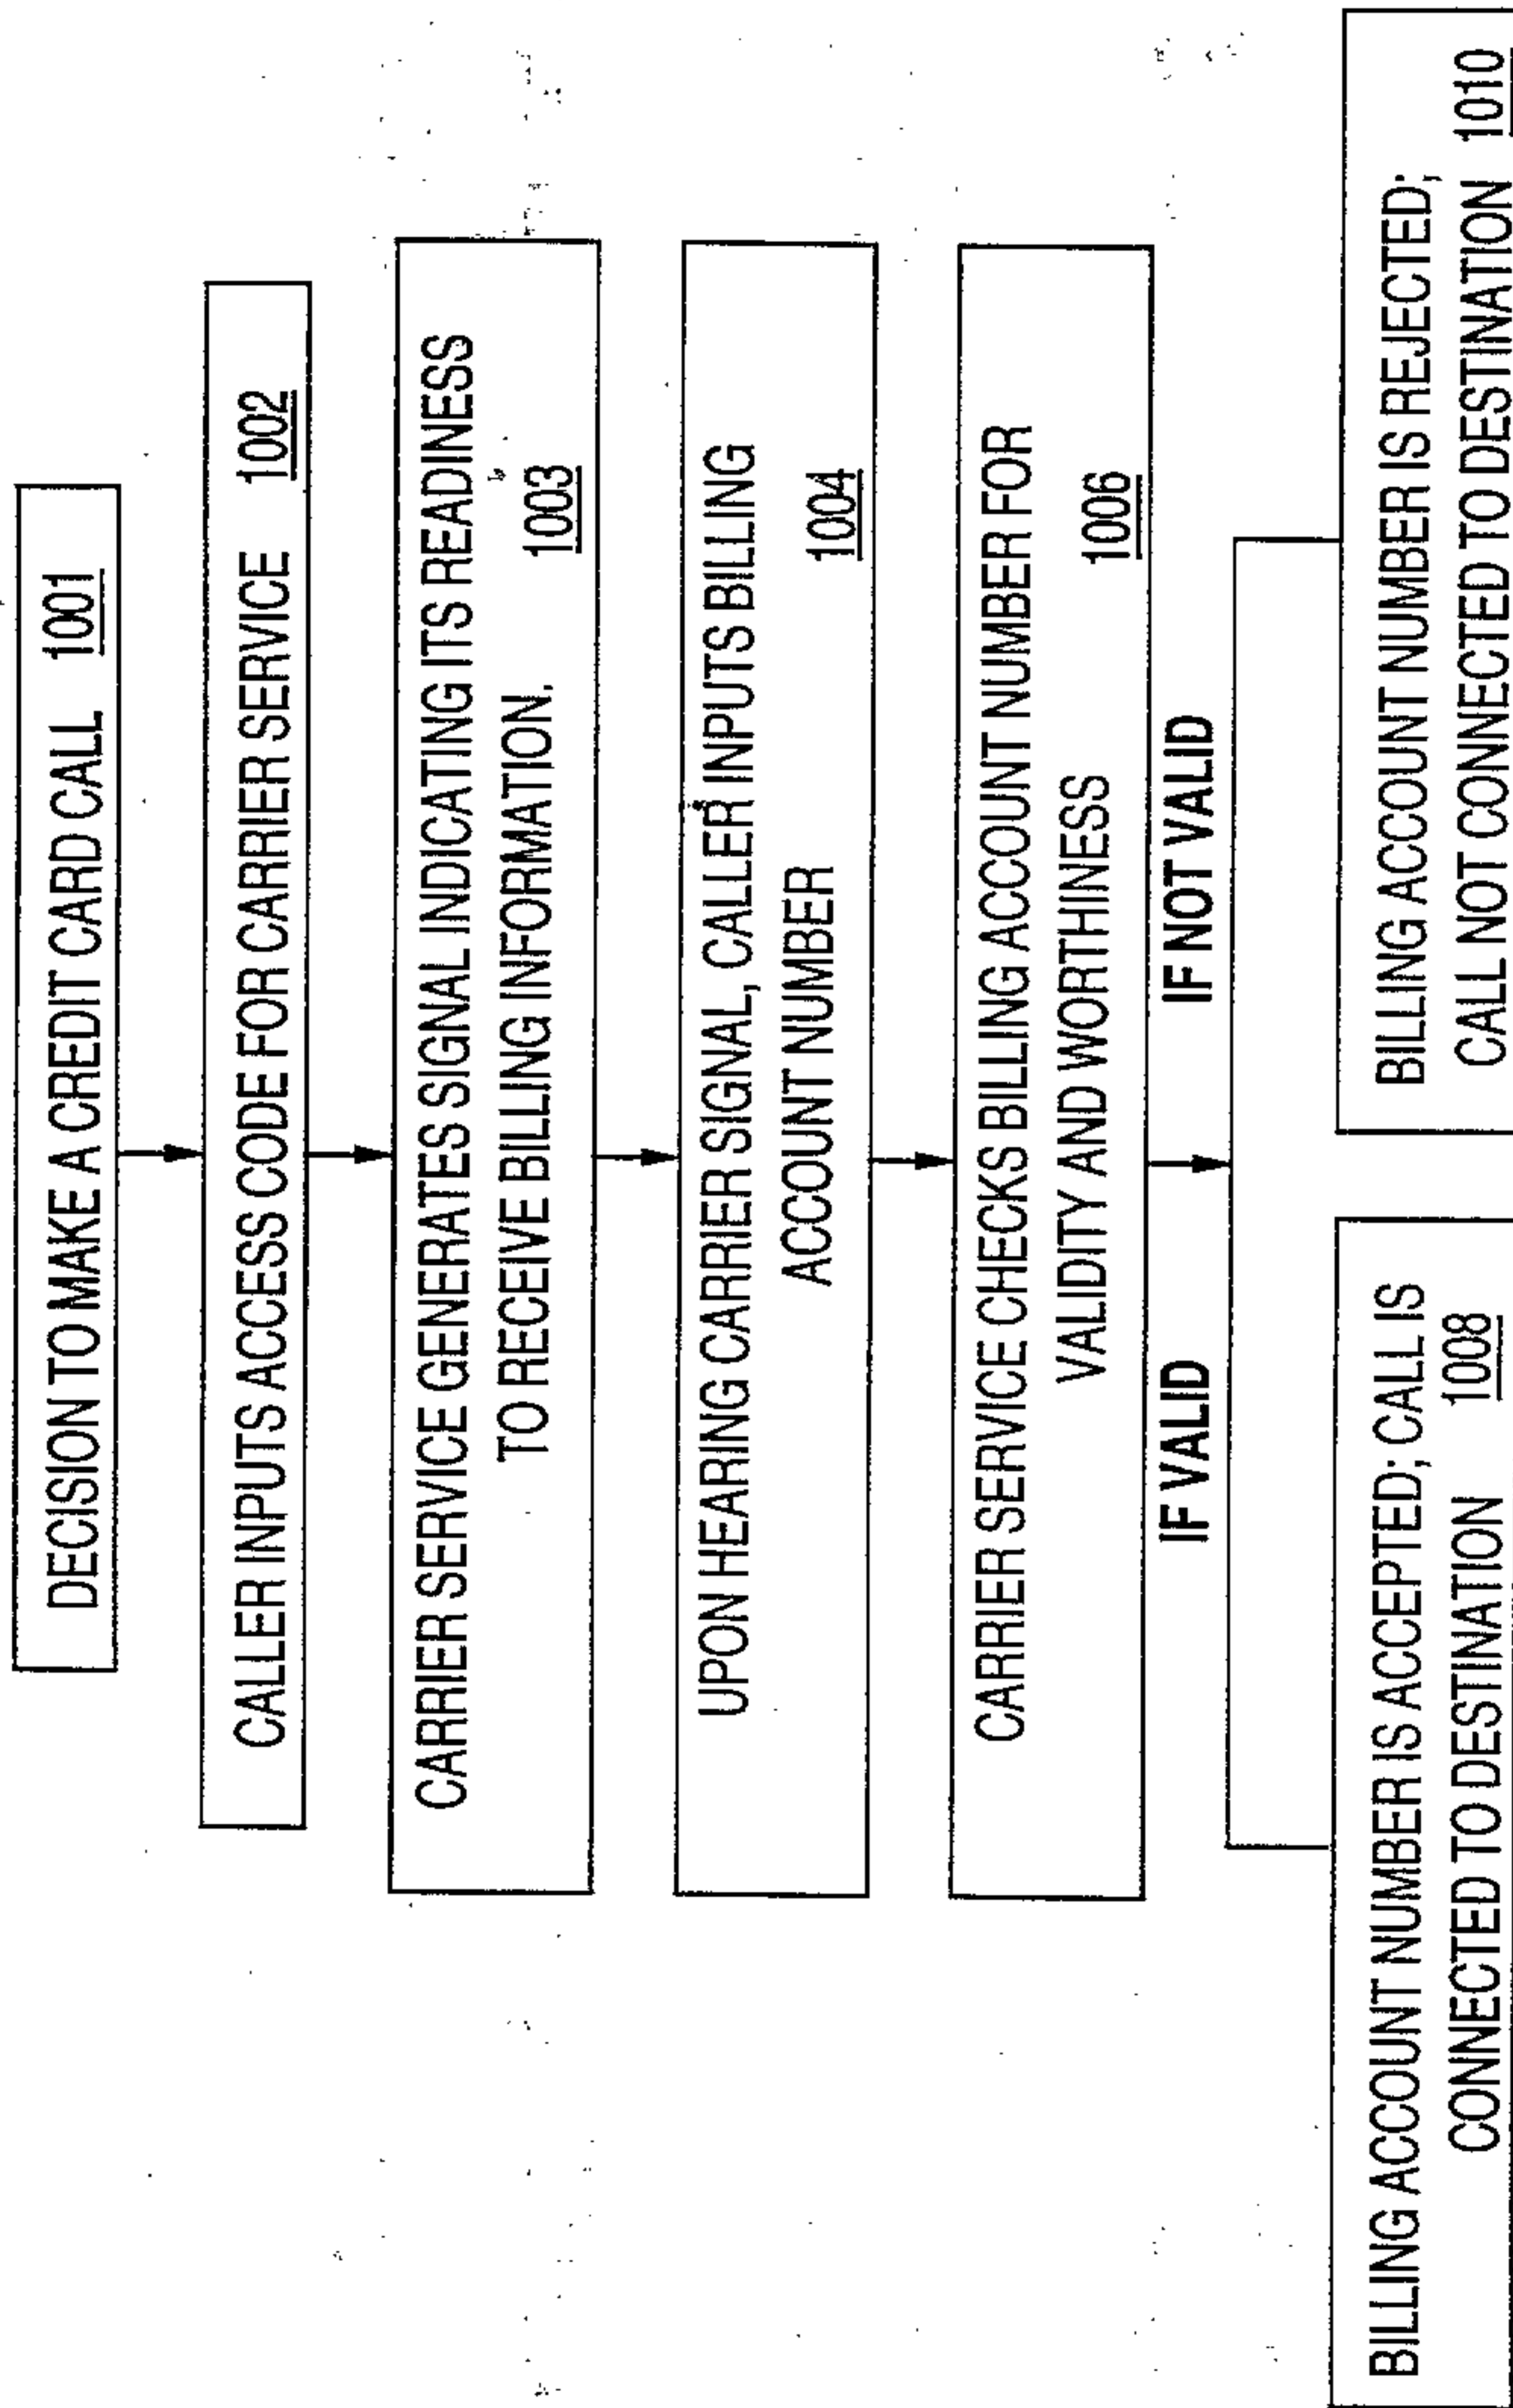 DECISION TO MAKE A CREDIT CARD CALL 1001
CALLER INPUTS ACCESS CODE FOR CARRIER SERVICE 1002
CARRIER SERVICE GENERATES SIGNAL INDICATING ITS READINESS
TO RECEIVE BILLING INFORMATION. 1003
UPON HEARING CARRIER SIGNAL, CALLER INPUTS BILLING
ACCOUNT NUMBER 1004
CARRIER SERVICE CHECKS BILLING ACCOUNT NUMBER FOR
VALIDITY AND WORTHINESS 1006
IF VALID
IF NOT VALID
BILLING ACCOUNT NUMBER IS ACCEPTED; CALL IS
CONNECTED TO DESTINATION 1008
BILLING ACCOUNT NUMBER IS REJECTED;
CALL NOT CONNECTED TO DESTINATION 1010